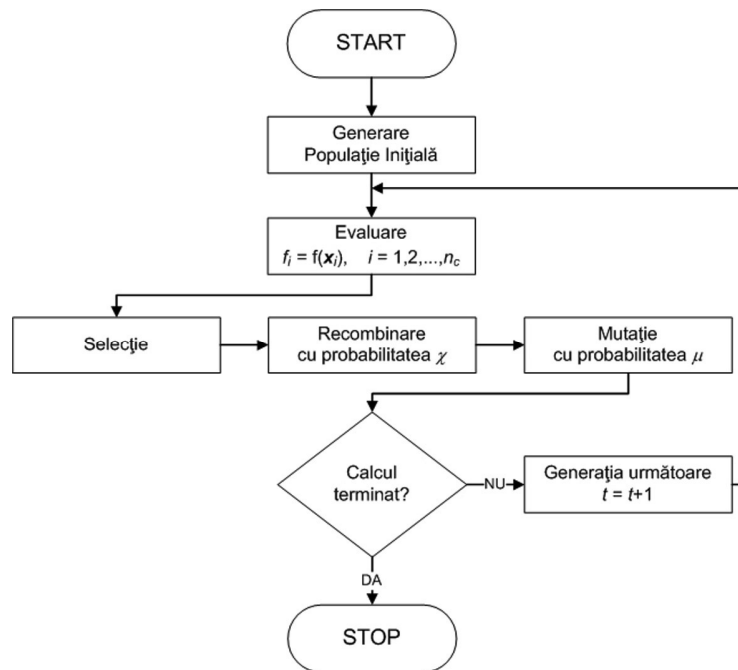 START
Generare
Populaţie Iniţială
Evaluare
fᵢ = f(xᵢ), i = 1,2,...,n꜀
Selecţie
Recombinare
cu probabilitatea χ
Mutaţie
cu probabilitatea μ
Calcul
terminat?
NU
Generaţia următoare
t = t+1
DA
STOP